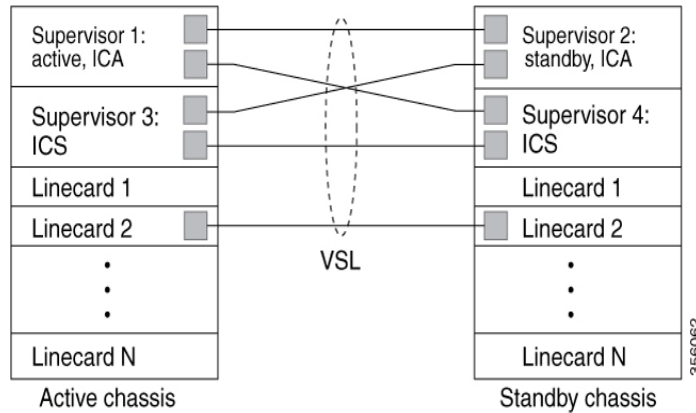 Supervisor 1:
active, ICA
Supervisor 3:
ICS
Linecard 1
Linecard 2
Linecard N
Active chassis
VSL
Supervisor 2:
standby, ICA
Supervisor 4:
ICS
Linecard 1
Linecard 2
Linecard N
Standby chassis
356062